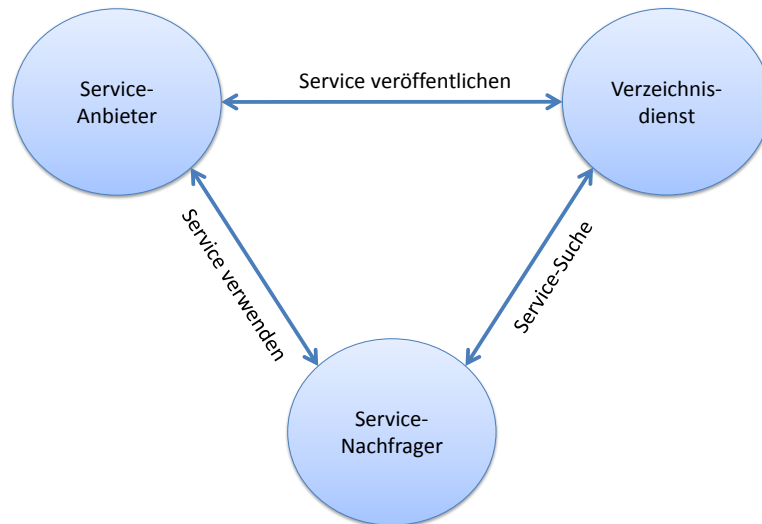 Service-
Anbieter
Service veröffentlichen
Verzeichnis-
dienst
Service verwenden
Service-Suche
Service-
Nachfrager